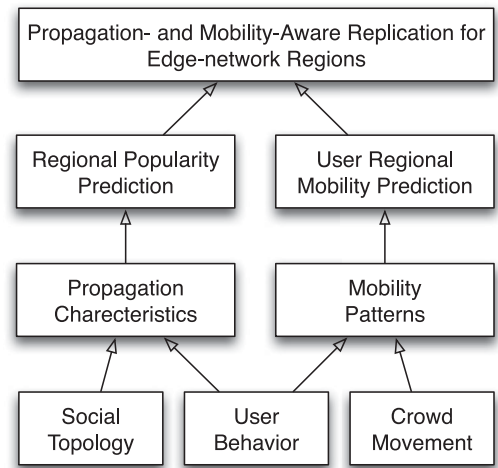 Propagation- and Mobility-Aware Replication for
Edge-network Regions
Regional Popularity
Prediction
User Regional
Mobility Prediction
Propagation
Charecteristics
Mobility
Patterns
Social
Topology
User
Behavior
Crowd
Movement